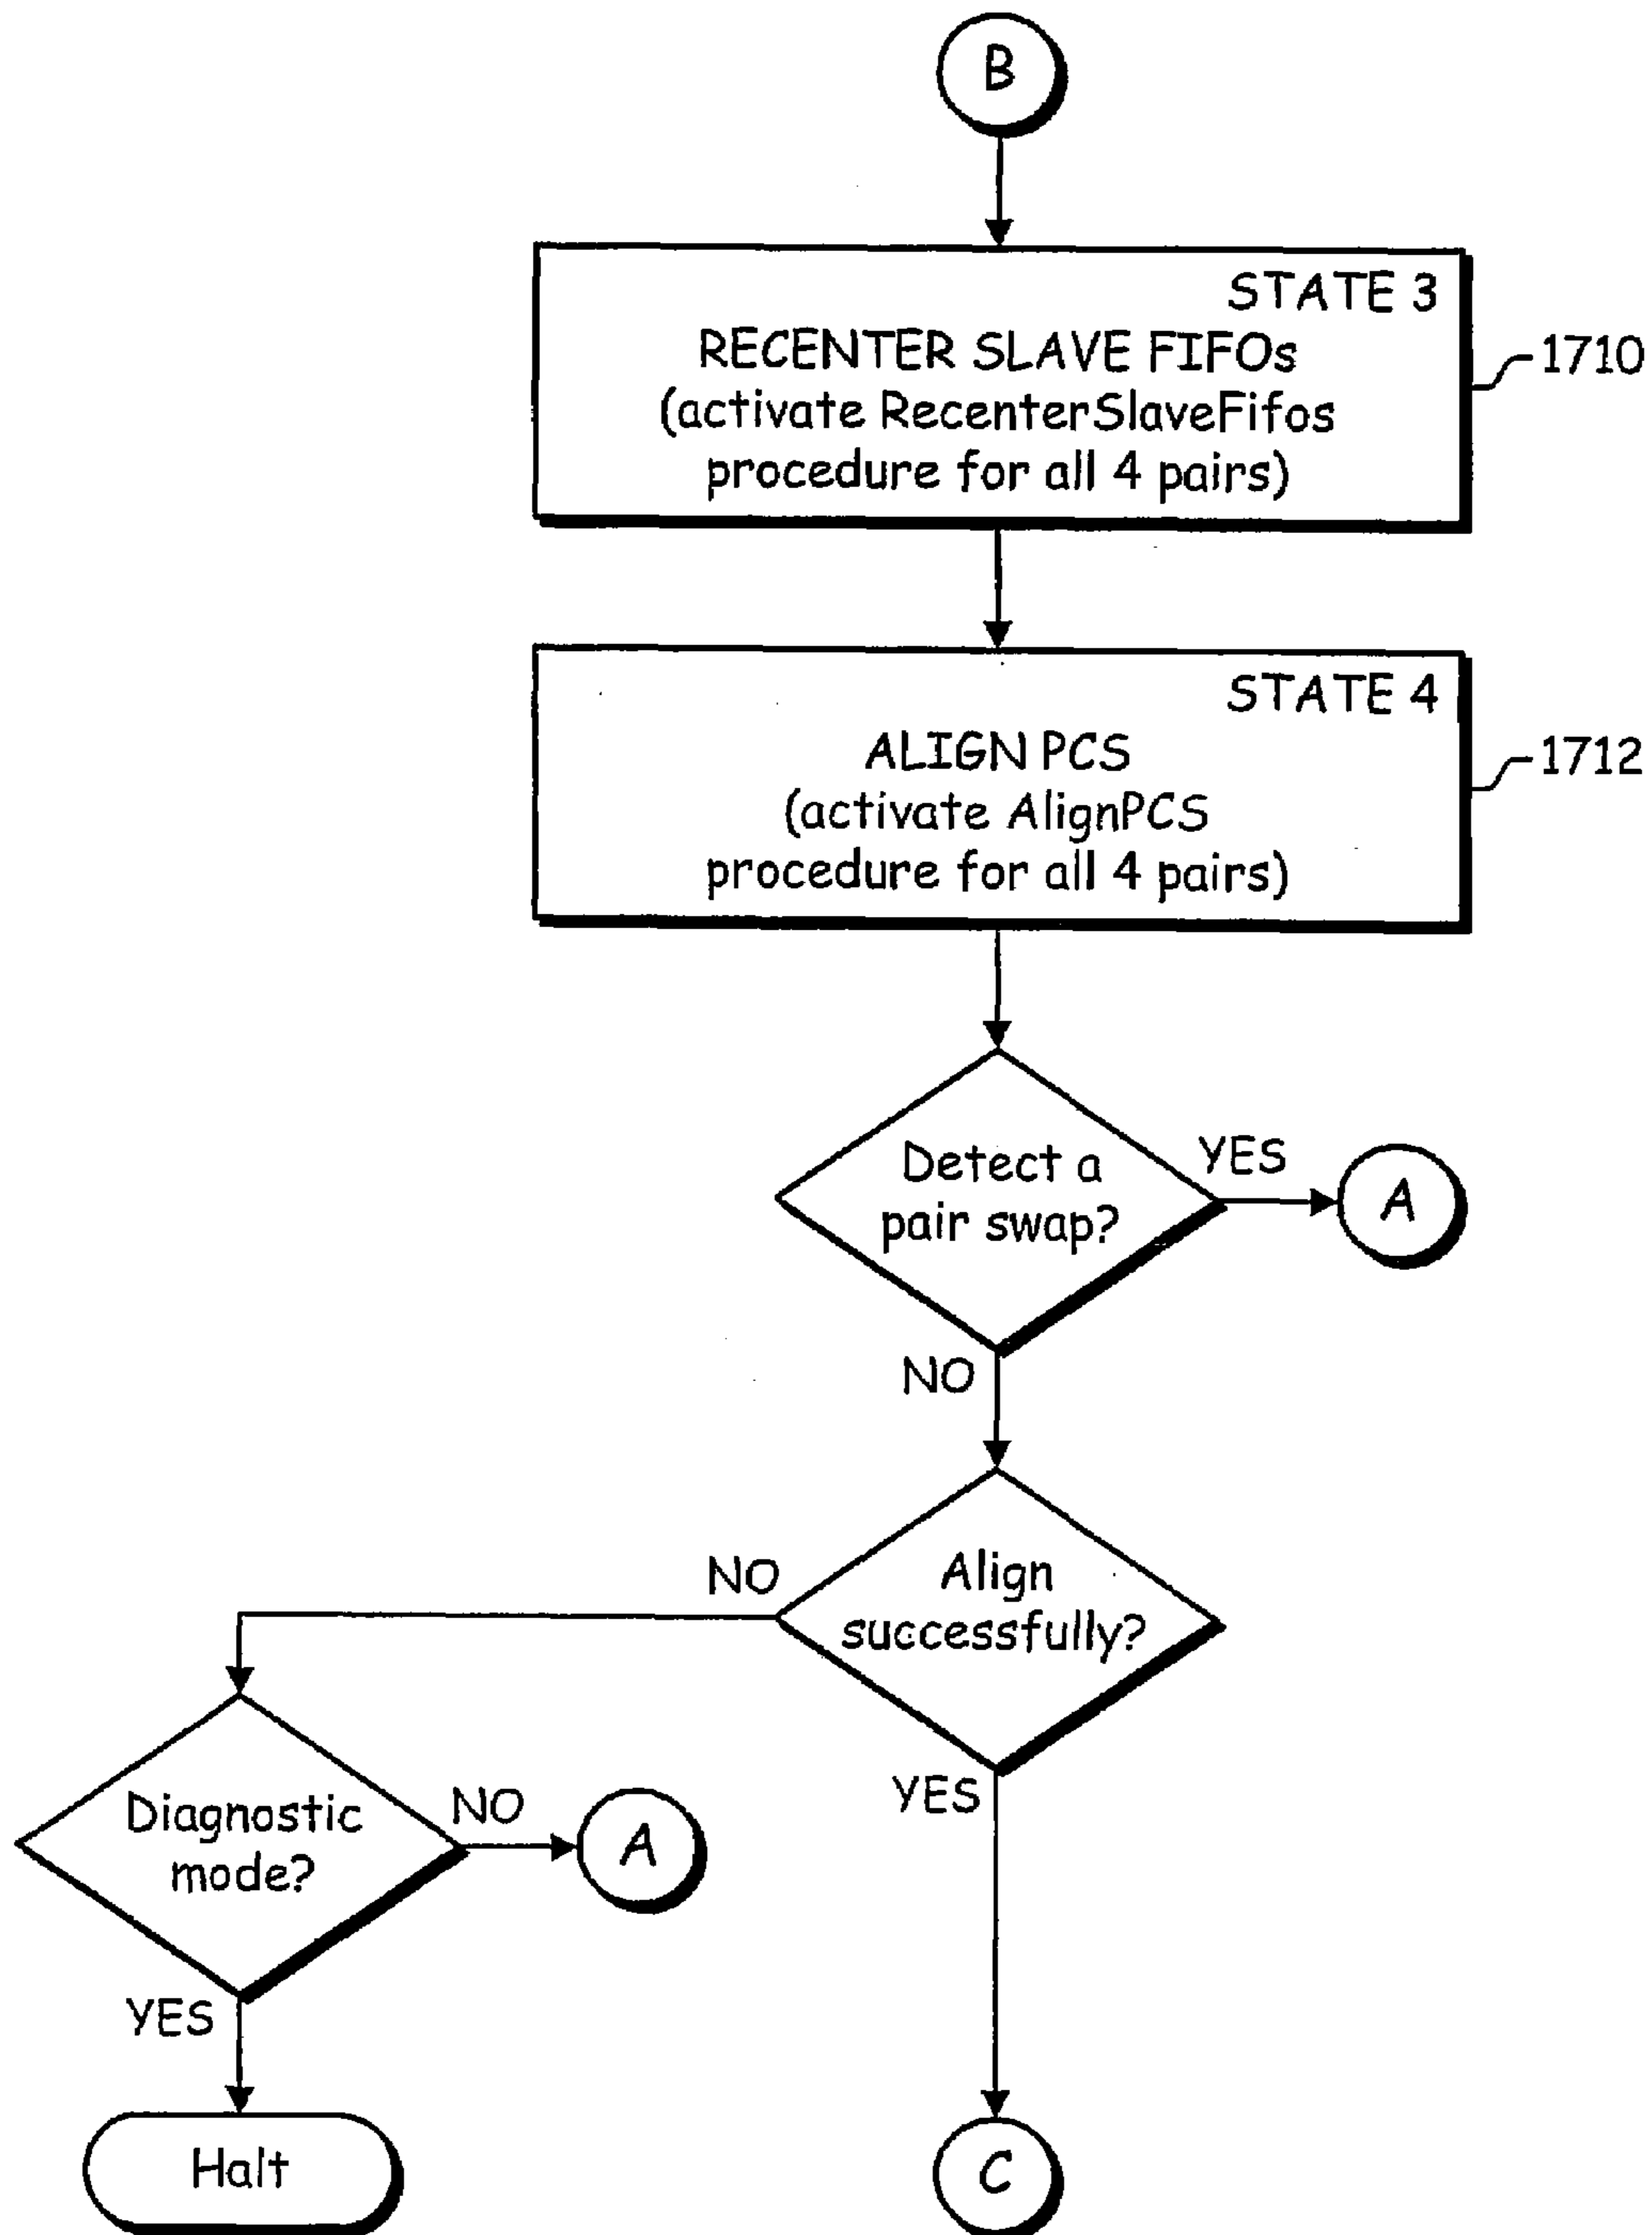 B
STATE 3
RECENTER SLAVE FIFOs
(activate RecenterSlaveFifos
procedure for all 4 pairs)
1710
STATE 4
ALIGN PCS
(activate AlignPCS
procedure for all 4 pairs)
1712
Detect a
pair swap?
YES
A
NO
Align
successfully?
NO
YES
Diagnostic
mode?
NO
A
YES
Halt
C